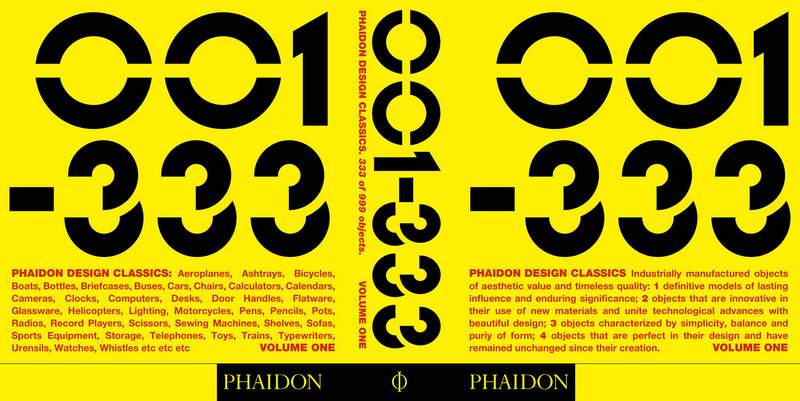 001
-333
PHAIDON DESIGN CLASSICS: Aeroplanes, Ashtrays, Bicycles,
Boats, Bottles, Briefcases, Buses, Cars, Chairs, Calculators, Calendars,
Cameras, Clocks, Computers, Desks, Door Handles, Flatware,
Glassware, Helicopters, Lighting, Motorcycles, Pens, Pencils, Pots,
Radios, Record Players, Scissors, Sewing Machines, Shelves, Sofas,
Sports Equipment, Storage, Telephones, Toys, Trains, Typewriters,
Urensils, Watches, Whistles etc etc etc VOLUME ONE
PHAIDON
PHAIDON DESIGN CLASSICS. 333 of 999 objects. VOLUME ONE
001-333
001
-333
PHAIDON DESIGN CLASSICS Industrially manufactured objects
of aesthetic value and timeless quality: 1 definitive models of lasting
influence and enduring significance; 2 objects that are innovative in
their use of new materials and unite technological advances with
beautiful design; 3 objects characterized by simplicity, balance and
puriy of form; 4 objects that are perfect in their design and have
remained unchanged since their creation. VOLUME ONE
PHAIDON